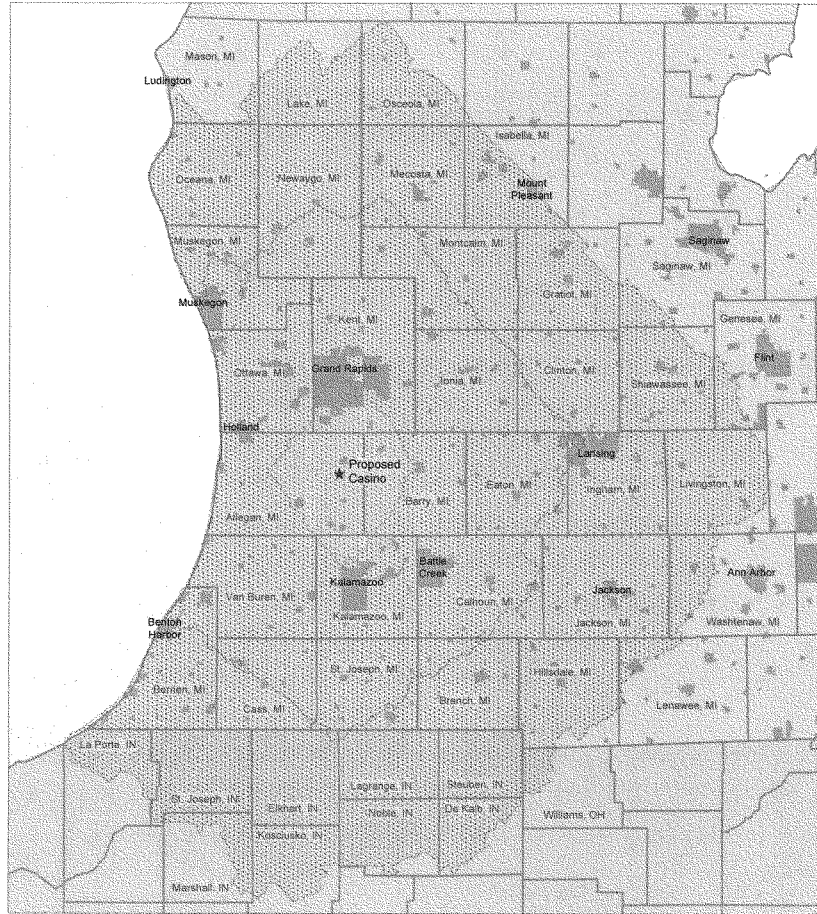 Mason, MI
Ludington
Lake, MI
Osceola, MI
Isabella, MI
Oceana, MI
Newaygo, MI
Mecosta, MI
Mount
Pleasant
Muskegon, MI
Montcalm, MI
Saginaw
Saginaw, MI
Gratiot, MI
Muskegon
Kent, MI
Genesee, MI
Ottawa, MI
Grand Rapids
Ionia, MI
Clinton, MI
Shiawassee, MI
Flint
Holland
Proposed
Casino
Lansing
Allegan, MI
Barry, MI
Eaton, MI
Ingham, MI
Livingston, MI
Battle
Creek
Kalamazoo
Ann Arbor
Van Buren, MI
Kalamazoo, MI
Calhoun, MI
Jackson
Jackson, MI
Washtenaw, MI
Benton
Harbor
Berrien, MI
Cass, MI
St. Joseph, MI
Branch, MI
Hillsdale, MI
Lenawee, MI
La Porte, IN
St. Joseph, IN
Elkhart, IN
Lagrange, IN
Steuben, IN
Noble, IN
De Kalb, IN
Williams, OH
Kosciusko, IN
Marshall, IN